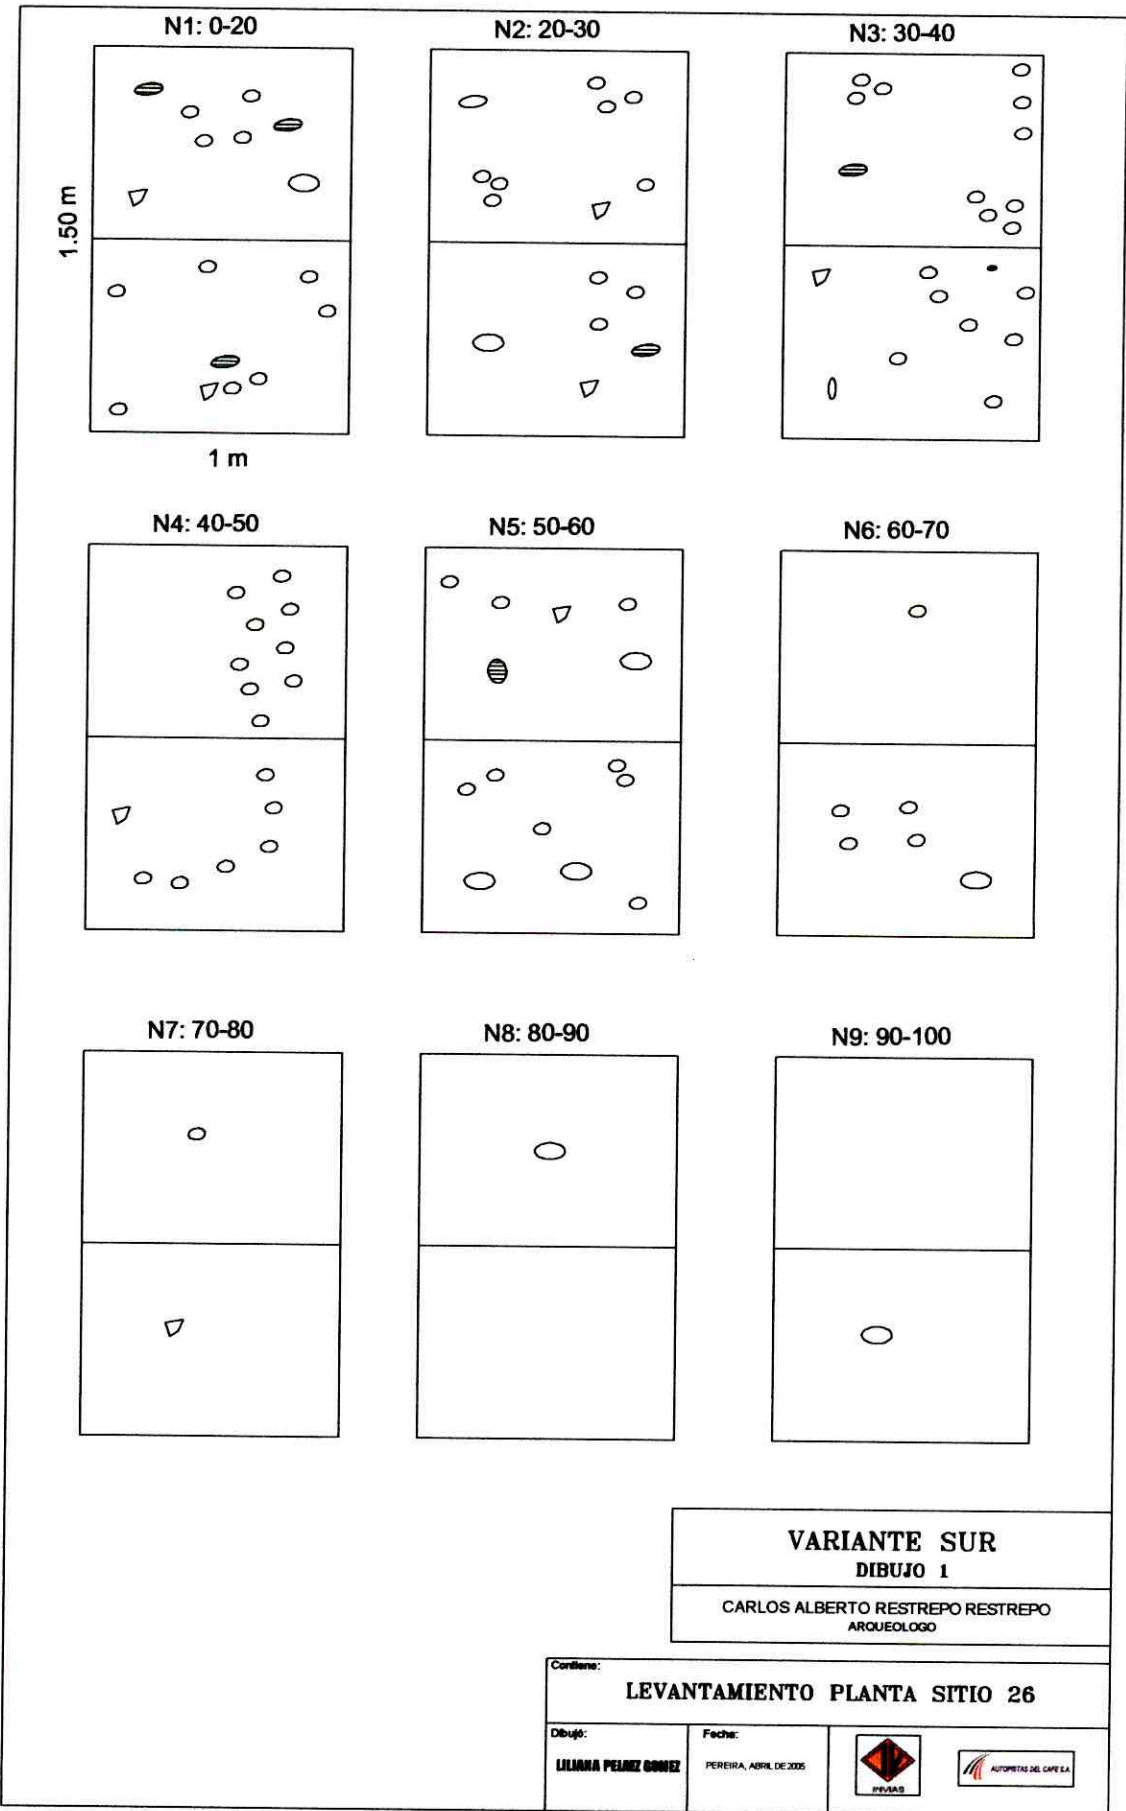 N1: 0-20
N2: 20-30
N3: 30-40
1.50 m
1 m
N4: 40-50
N5: 50-60
N6: 60-70
N7: 70-80
N8: 80-90
N9: 90-100
VARIANTE SUR
DIBUJO 1
CARLOS ALBERTO RESTREPO RESTREPO
ARQUEOLOGO
Contiene:
LEVANTAMIENTO PLANTA SITIO 26
Dibujó:
LILIANA PELAEZ GOMEZ
Fecha:
PEREIRA, ABRIL DE 2005
INVIAS
AUTOPISTAS DEL CAFE S.A.